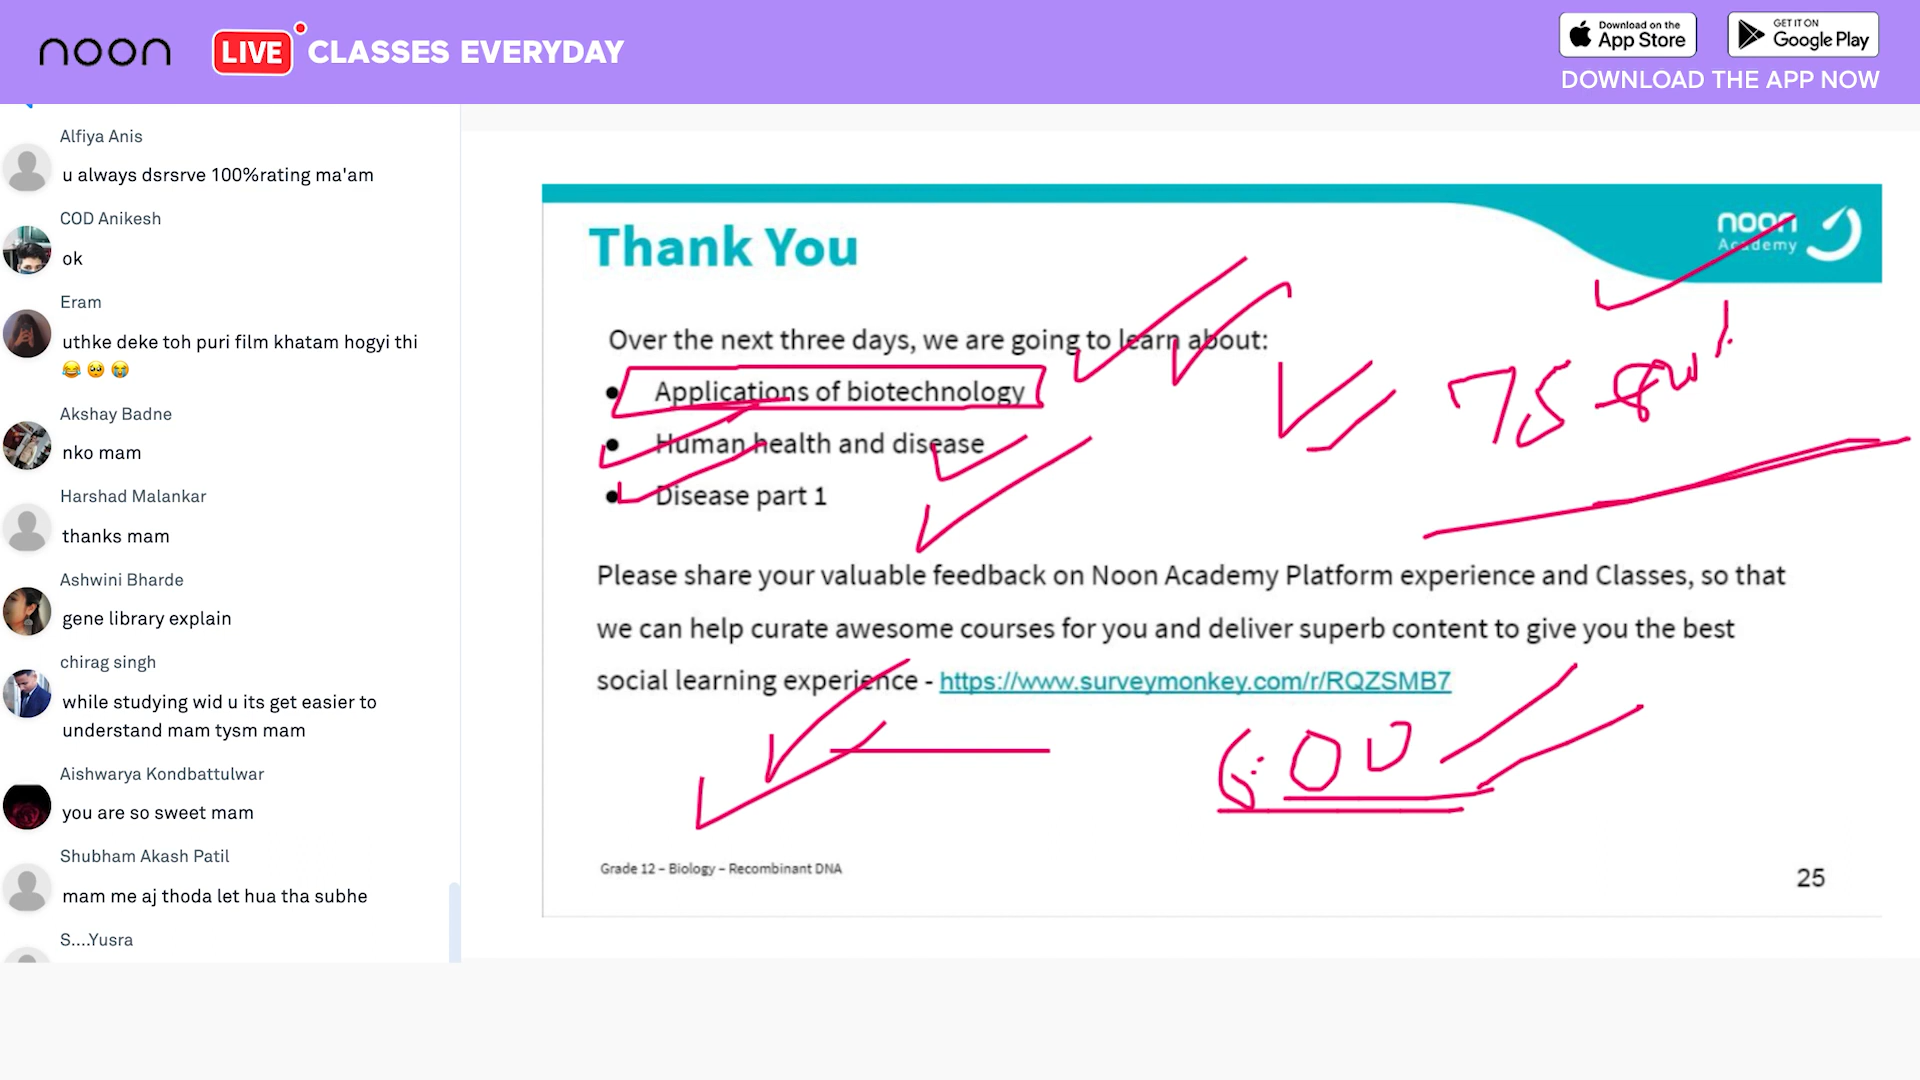 noon
LIVE CLASSES EVERYDAY
Download on the
App Store
GET IT ON
Google Play
DOWNLOAD THE APP NOW
Alfiya Anis
u always dsrsrve 100%rating ma'am
COD Anikesh
ok
Eram
uthke deke toh puri film khatam hogyi thi
😂 🥺 😭
Akshay Badne
nko mam
Harshad Malankar
thanks mam
Ashwini Bharde
gene library explain
chirag singh
while studying wid u its get easier to
understand mam tysm mam
Aishwarya Kondbattulwar
you are so sweet mam
Shubham Akash Patil
mam me aj thoda let hua tha subhe
S....Yusra
Thank You
noon
Academy
Over the next three days, we are going to learn about:
● Applications of biotechnology
● Human health and disease
● Disease part 1
75
Please share your valuable feedback on Noon Academy Platform experience and Classes, so that
we can help curate awesome courses for you and deliver superb content to give you the best
social learning experience - https://www.surveymonkey.com/r/RQZSMB7
Grade 12 – Biology – Recombinant DNA
25